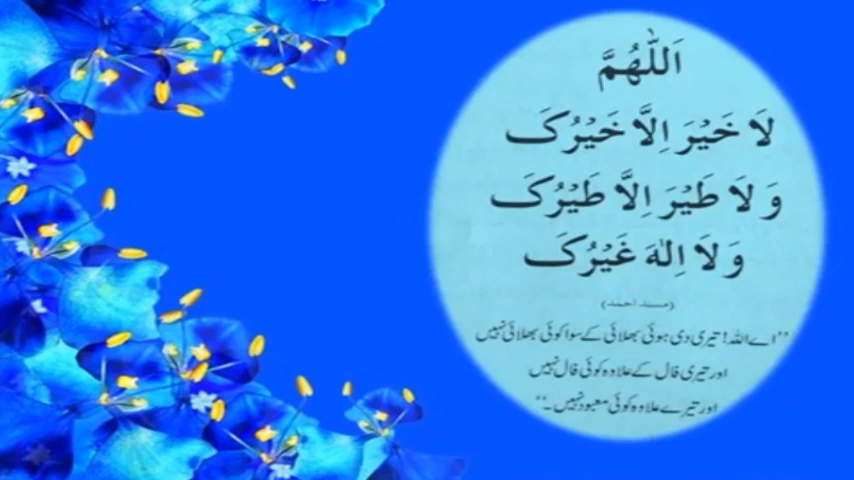 اَللّٰهُمَّ
لَا خَيْرَ اِلَّا خَيْرُكَ
وَ لَا طَيْرَ اِلَّا طَيْرُكَ
وَ لَا اِلٰهَ غَيْرُكَ
(مسند احمد)
”اے اللہ! تیری دی ہوئی بھلائی کے سوا کوئی بھلائی نہیں
اور تیری فال کے علاوہ کوئی فال نہیں
اور تیرے علاوہ کوئی معبود نہیں۔“